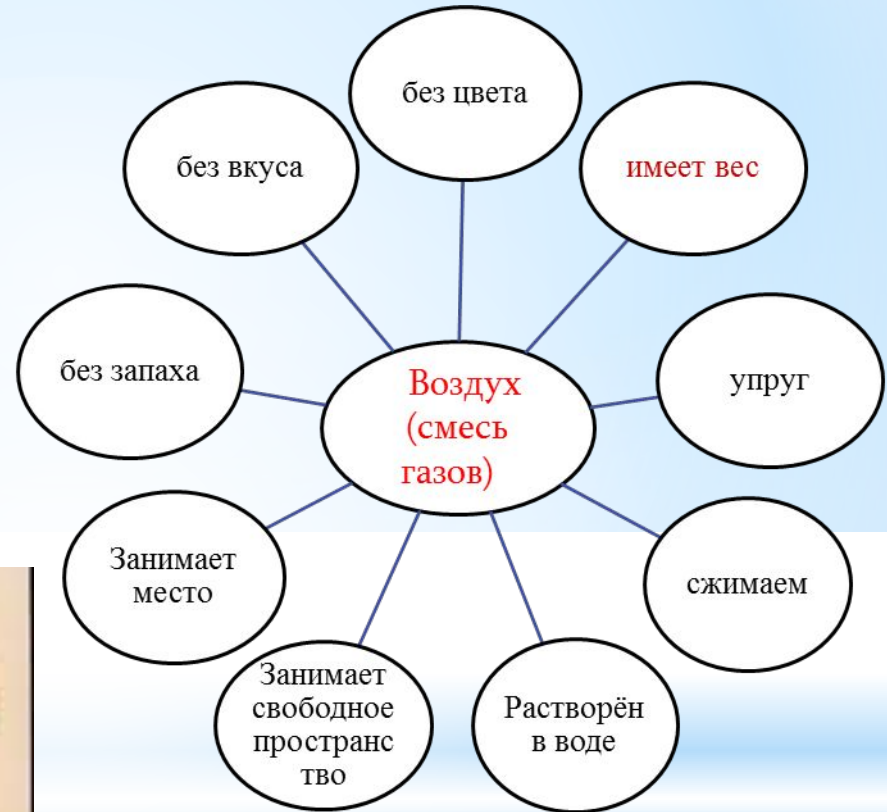 без цвета
имеет вес
без вкуса
без запаха
упруг
Воздух
(смесь
газов)
Занимает
место
сжимаем
Занимает
свободное
пространс
тво
Растворён
в воде